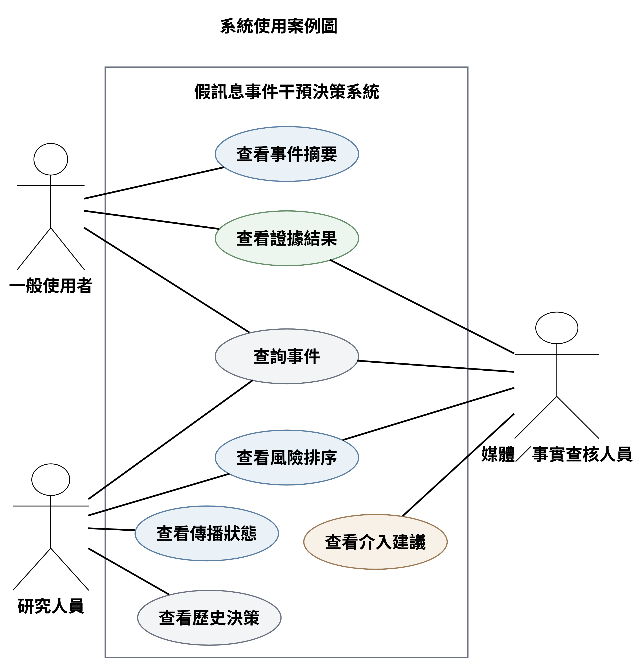 系統使用案例圖
假訊息事件干預決策系統
查看事件摘要
查看證據結果
一般使用者
查詢事件
媒體／事實查核人員
查看風險排序
查看傳播狀態
查看介入建議
研究人員
查看歷史決策